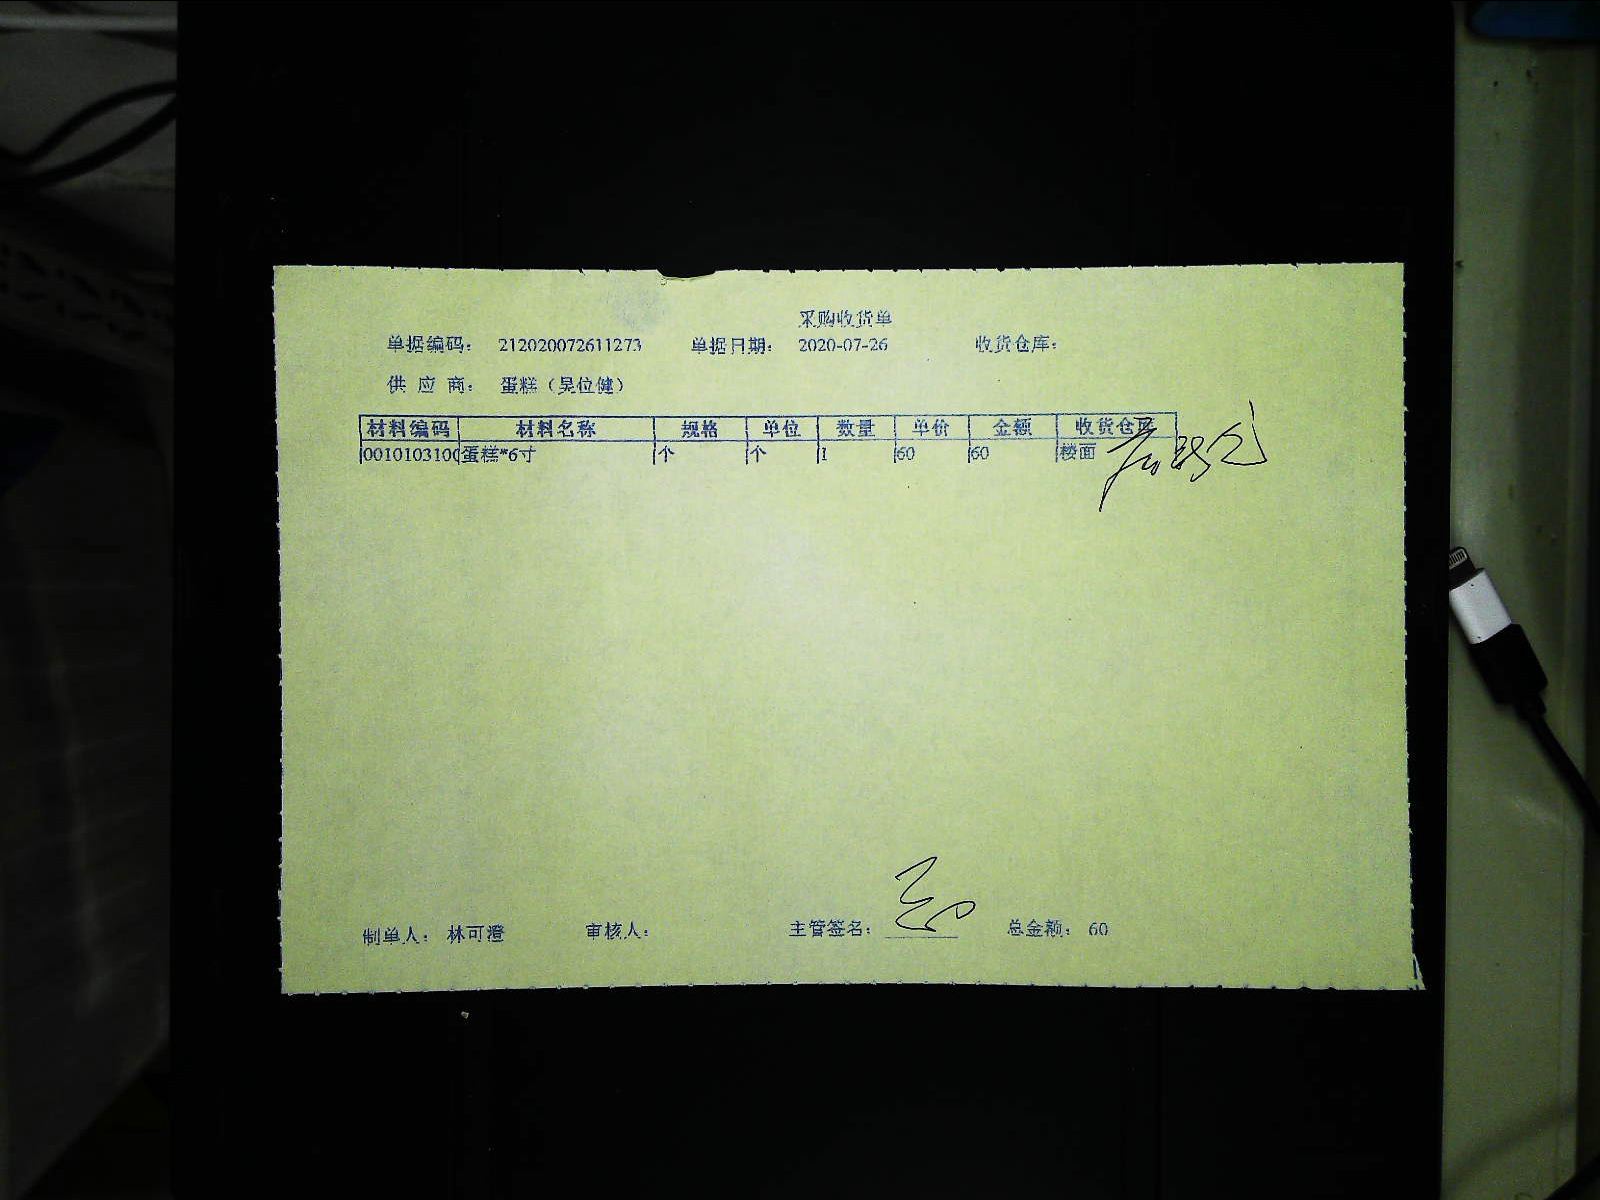 采购收货单
单据编码： 212020072611273 单据日期： 2020-07-26 收货仓库：
供 应 商： 蛋糕（吴位健）
材料编码 材料名称 规格 单位 数量 单价 金额 收货仓库
0010103100 蛋糕*6寸 个 个 1 60 60 楼面
制单人： 林可澄 审核人： 主管签名： 总金额： 60